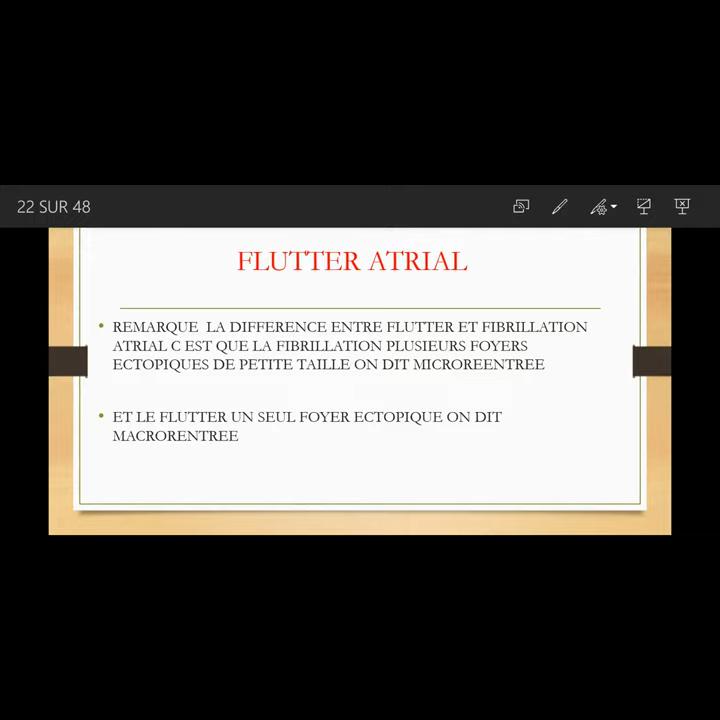 22 SUR 48
FLUTTER ATRIAL
• REMARQUE LA DIFFERENCE ENTRE FLUTTER ET FIBRILLATION
ATRIAL C EST QUE LA FIBRILLATION PLUSIEURS FOYERS
ECTOPIQUES DE PETITE TAILLE ON DIT MICROREENTREE
• ET LE FLUTTER UN SEUL FOYER ECTOPIQUE ON DIT
MACRORENTREE